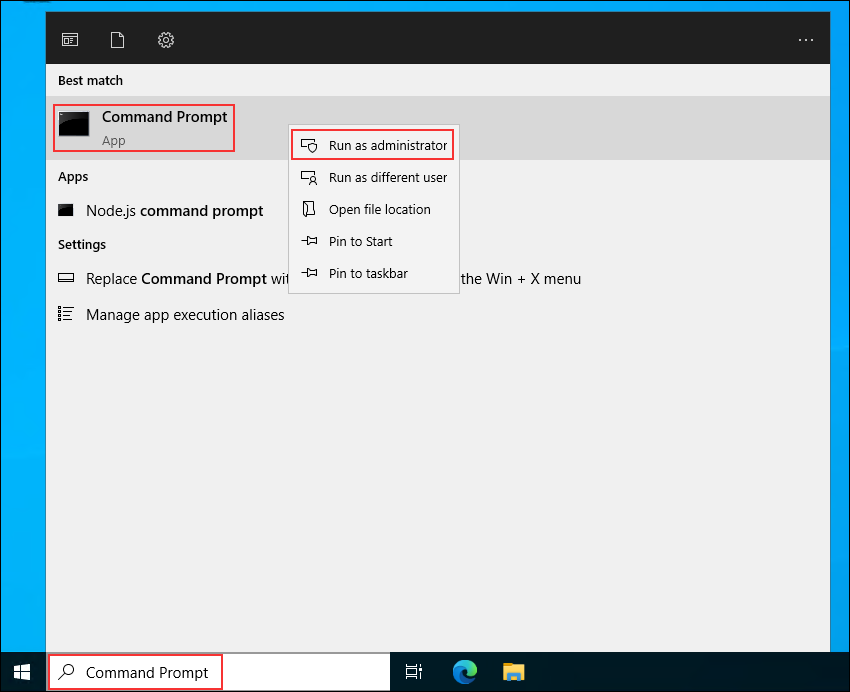 ...
Best match
Command Prompt
App
Run as administrator
Apps
Run as different user
Node.js command prompt
Open file location
Settings
Pin to Start
Replace Command Prompt wit
the Win + X menu
Pin to taskbar
Manage app execution aliases
Command Prompt